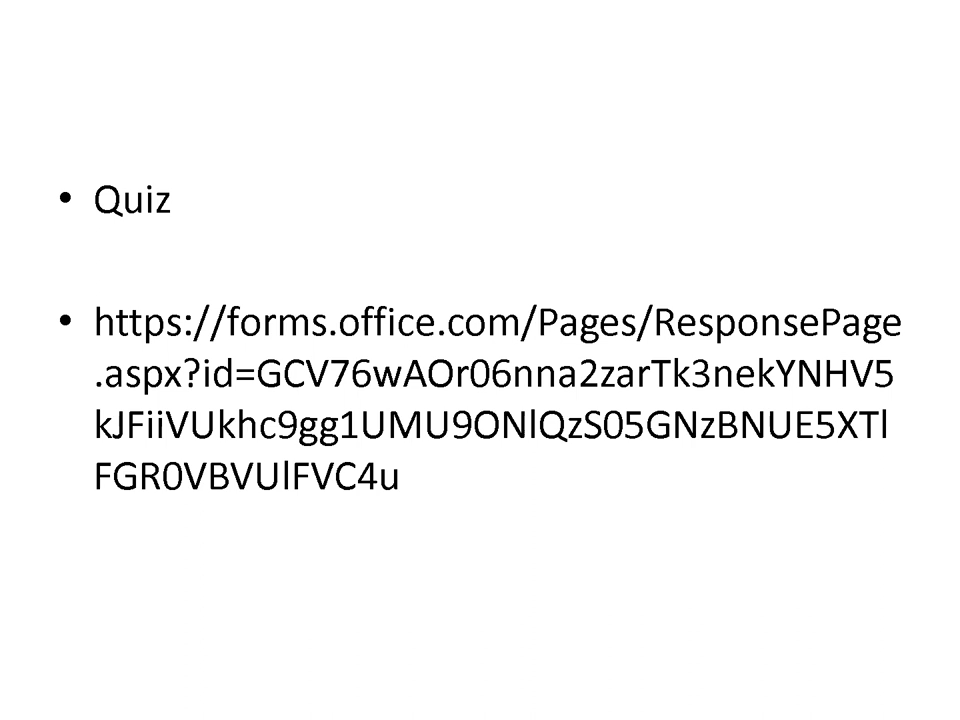 • Quiz
• https://forms.office.com/Pages/ResponsePage
.aspx?id=GCV76wAOr06nna2zarTk3nekYNHV5
kJFiiVUkhc9gg1UMU9ONlQzS05GNzBNUE5XTl
FGR0VBVUlFVC4u